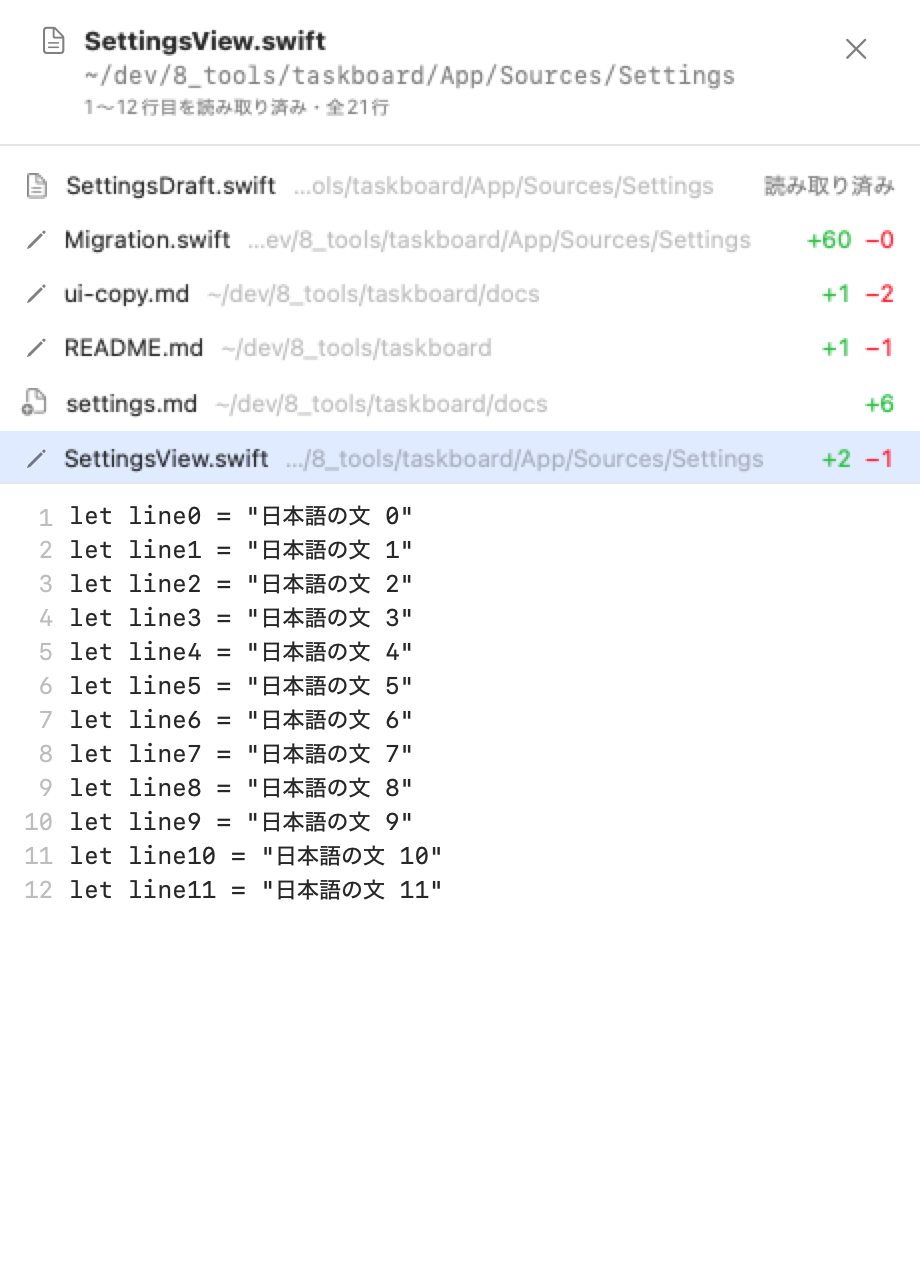 SettingsView.swift
~/dev/8_tools/taskboard/App/Sources/Settings
1〜12行目を読み取り済み・全21行
SettingsDraft.swift ...ols/taskboard/App/Sources/Settings 読み取り済み
Migration.swift ...ev/8_tools/taskboard/App/Sources/Settings +60 −0
ui-copy.md ~/dev/8_tools/taskboard/docs +1 −2
README.md ~/dev/8_tools/taskboard +1 −1
settings.md ~/dev/8_tools/taskboard/docs +6
SettingsView.swift .../8_tools/taskboard/App/Sources/Settings +2 −1
1 let line0 = "日本語の文 0"
2 let line1 = "日本語の文 1"
3 let line2 = "日本語の文 2"
4 let line3 = "日本語の文 3"
5 let line4 = "日本語の文 4"
6 let line5 = "日本語の文 5"
7 let line6 = "日本語の文 6"
8 let line7 = "日本語の文 7"
9 let line8 = "日本語の文 8"
10 let line9 = "日本語の文 9"
11 let line10 = "日本語の文 10"
12 let line11 = "日本語の文 11"